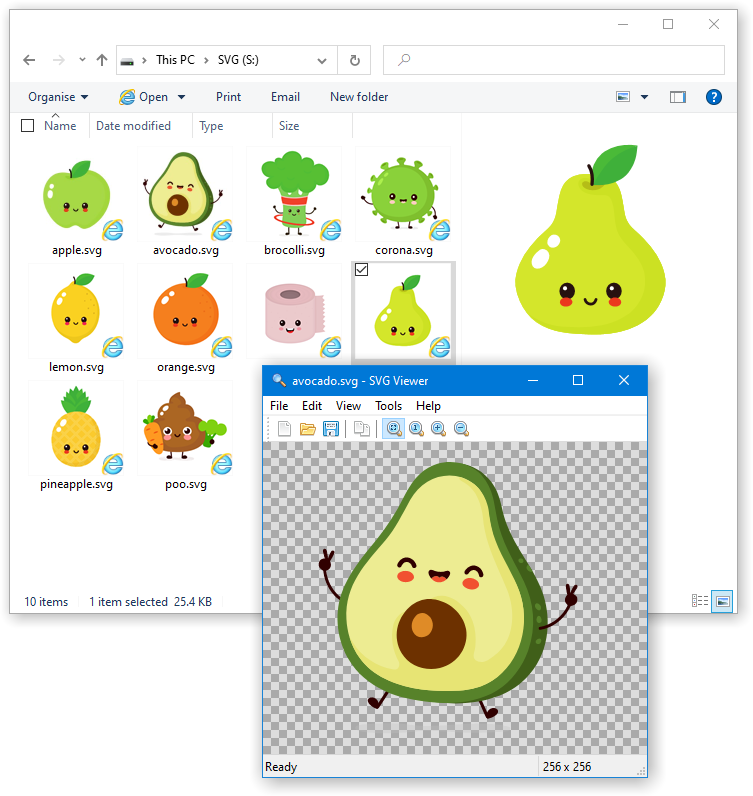 This PC > SVG (S:)
Organise Open Print Email New folder
Name Date modified Type Size
apple.svg avocado.svg brocolli.svg corona.svg
lemon.svg orange.svg
pineapple.svg poo.svg
10 items 1 item selected 25.4 KB
avocado.svg - SVG Viewer
File Edit View Tools Help
Ready 256 x 256